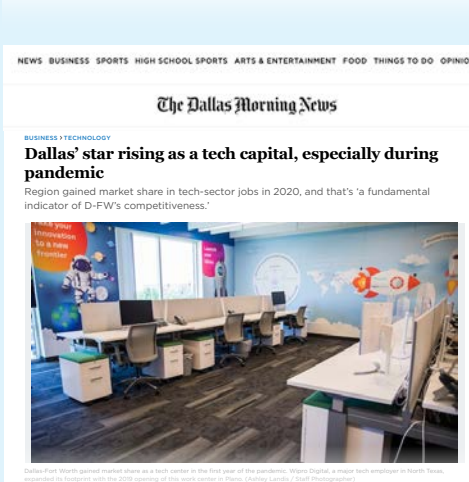 NEWS BUSINESS SPORTS HIGH SCHOOL SPORTS ARTS & ENTERTAINMENT FOOD THINGS TO DO OPINIO
The Dallas Morning News
BUSINESS > TECHNOLOGY
Dallas' star rising as a tech capital, especially during
pandemic
Region gained market share in tech-sector jobs in 2020, and that's 'a fundamental
indicator of D-FW's competitiveness.'
innovation
to a new
frontier
Dallas-Fort Worth gained market share as a tech center in the first year of the pandemic. Wipro Digital, a major tech employer in North Texas,
expanded its footprint with the 2019 opening of this work center in Plano. (Ashley Landis / Staff Photographer)